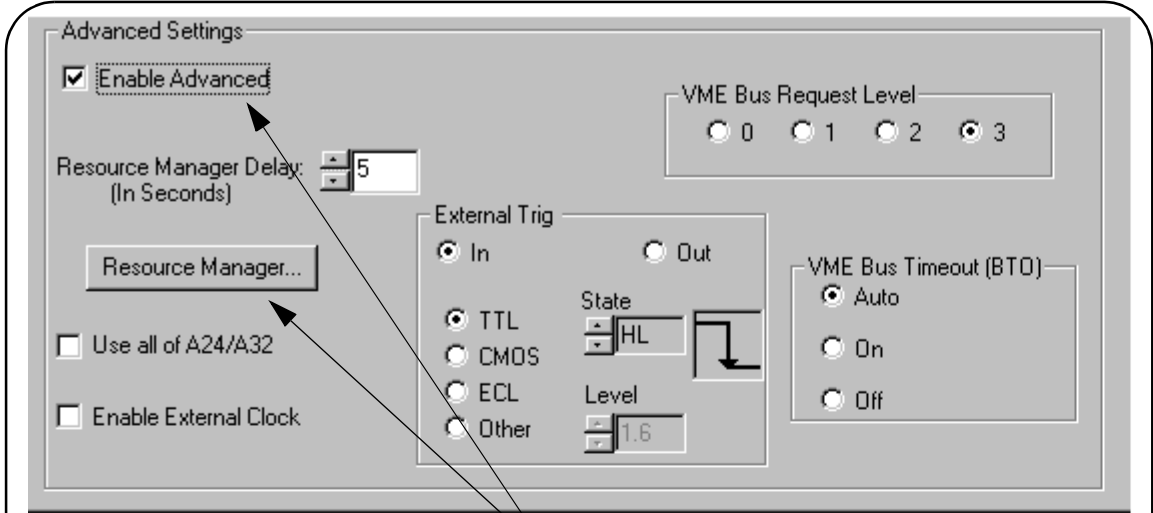 Advanced Settings
Enable Advanced
VME Bus Request Level
0 1 2 3
Resource Manager Delay:
(In Seconds)
5
External Trig
In Out
Resource Manager...
VME Bus Timeout (BTO)
Auto
On
Off
State
HL
TTL
CMOS
ECL
Other
Level
1.6
Use all of A24/A32
Enable External Clock